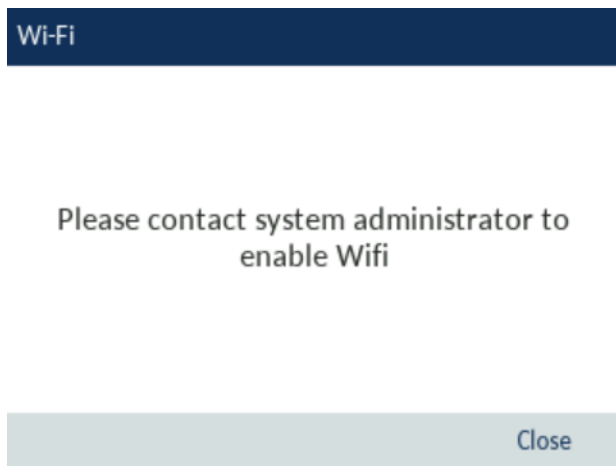 Wi-Fi
Please contact system administrator to
enable Wifi
Close